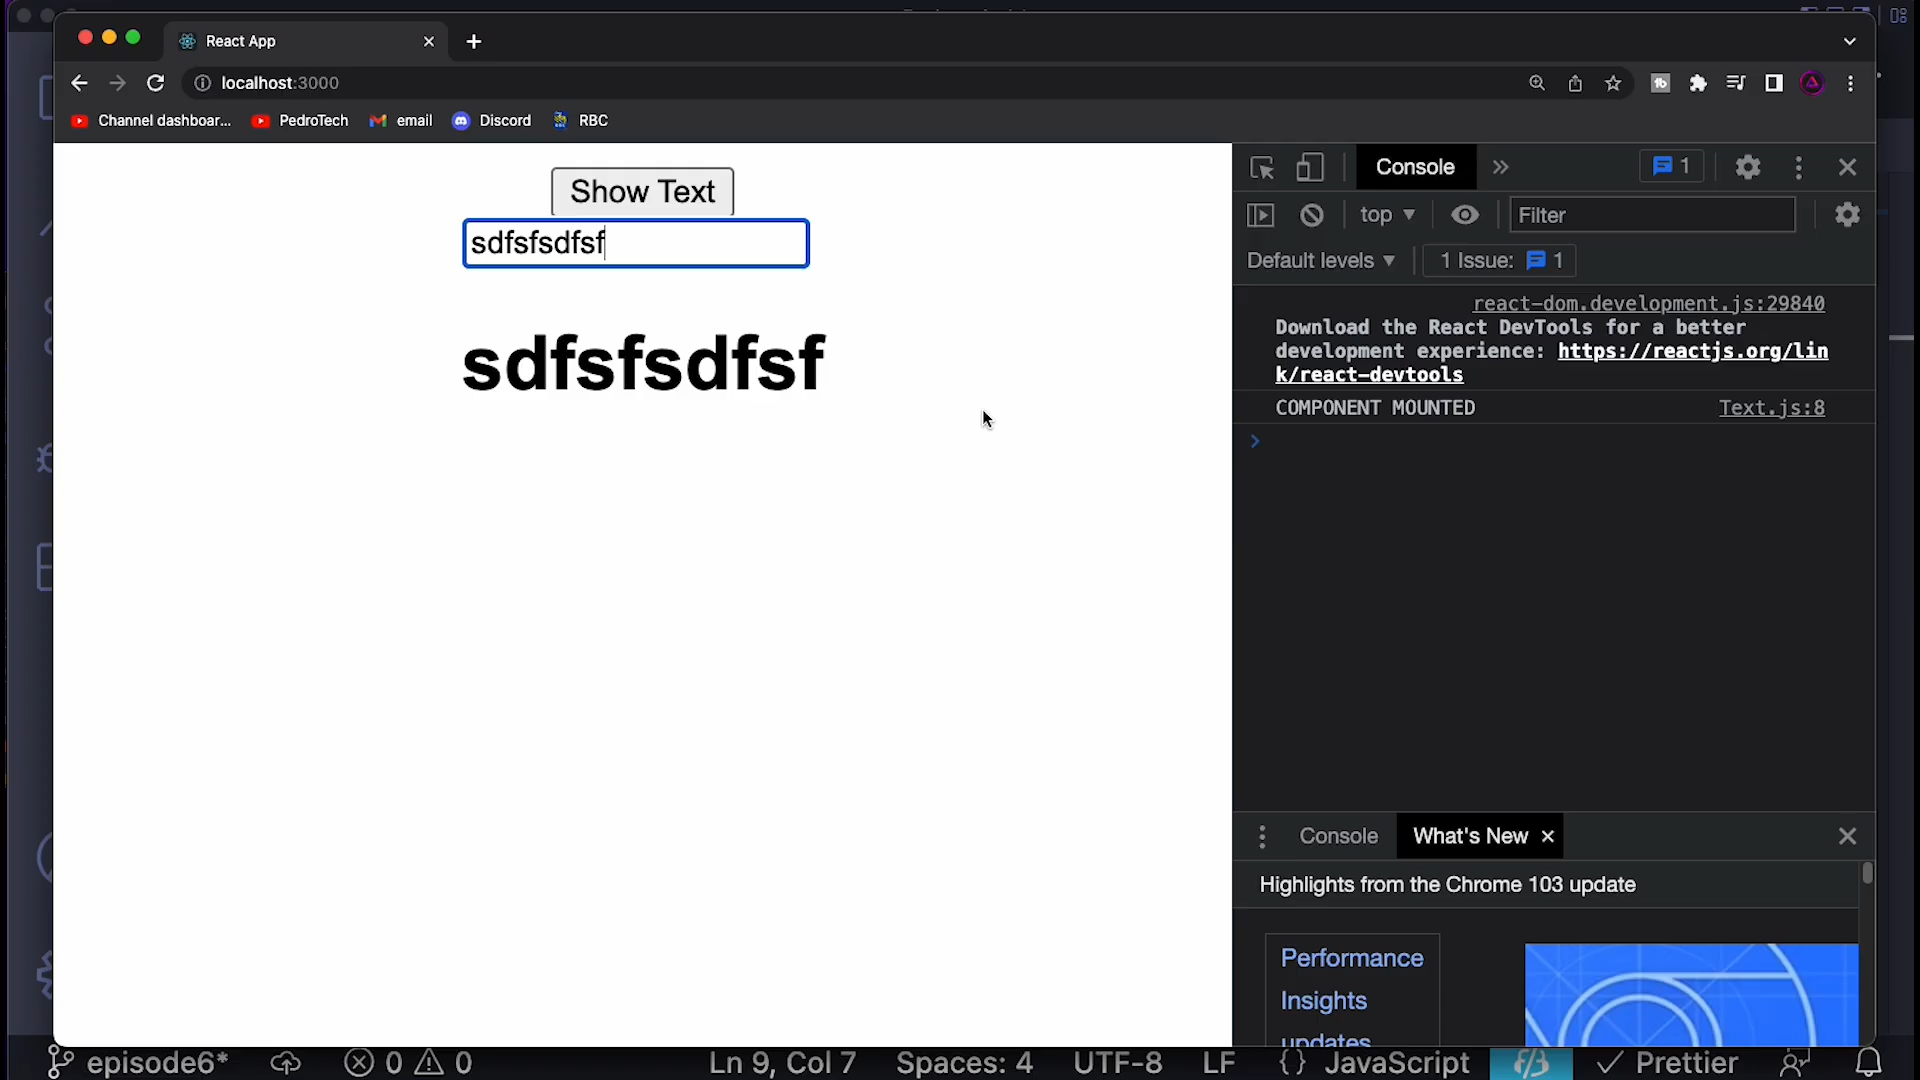 React App
localhost:3000
Channel dashboar... PedroTech email Discord RBC
Show Text
sdfsfsdfsf
sdfsfsdfsf
Console 1
top Filter
Default levels 1 Issue: 1
react-dom.development.js:29840
Download the React DevTools for a better
development experience: https://reactjs.org/lin
k/react-devtools
COMPONENT MOUNTED Text.js:8
Console What's New
Highlights from the Chrome 103 update
Performance
Insights
updates
episode6* 0 0 Ln 9, Col 7 Spaces: 4 UTF-8 LF {} JavaScript Prettier